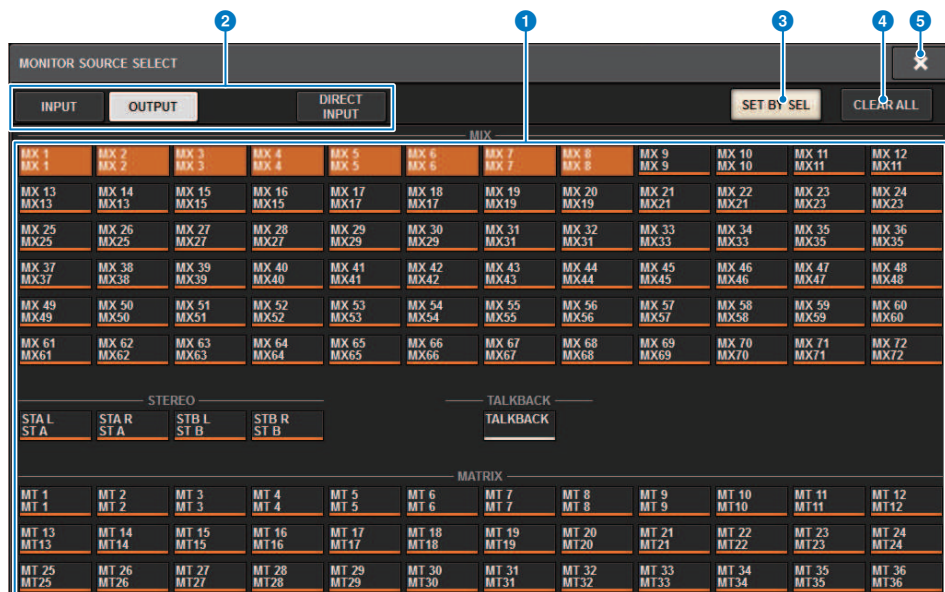 2 1 3 4 5
MONITOR SOURCE SELECT
INPUT OUTPUT DIRECT INPUT SET BY SEL CLEAR ALL
MIX
MX 1 MX 2 MX 3 MX 4 MX 5 MX 6 MX 7 MX 8 MX 9 MX 10 MX 11 MX 12
MX 1 MX 2 MX 3 MX 4 MX 5 MX 6 MX 7 MX 8 MX 9 MX 10 MX11 MX11
MX 13 MX 14 MX 15 MX 16 MX 17 MX 18 MX 19 MX 20 MX 21 MX 22 MX 23 MX 24
MX13 MX13 MX15 MX15 MX17 MX17 MX19 MX19 MX21 MX21 MX23 MX23
MX 25 MX 26 MX 27 MX 28 MX 29 MX 30 MX 31 MX 32 MX 33 MX 34 MX 35 MX 36
MX25 MX25 MX27 MX27 MX29 MX29 MX31 MX31 MX33 MX33 MX35 MX35
MX 37 MX 38 MX 39 MX 40 MX 41 MX 42 MX 43 MX 44 MX 45 MX 46 MX 47 MX 48
MX37 MX38 MX39 MX40 MX41 MX42 MX43 MX44 MX45 MX46 MX47 MX48
MX 49 MX 50 MX 51 MX 52 MX 53 MX 54 MX 55 MX 56 MX 57 MX 58 MX 59 MX 60
MX49 MX50 MX51 MX52 MX53 MX54 MX55 MX56 MX57 MX58 MX59 MX60
MX 61 MX 62 MX 63 MX 64 MX 65 MX 66 MX 67 MX 68 MX 69 MX 70 MX 71 MX 72
MX61 MX62 MX63 MX64 MX65 MX66 MX67 MX68 MX69 MX70 MX71 MX72
STEREO TALKBACK
STA L STA R STB L STB R TALKBACK
ST A ST A ST B ST B
MATRIX
MT 1 MT 2 MT 3 MT 4 MT 5 MT 6 MT 7 MT 8 MT 9 MT 10 MT 11 MT 12
MT 1 MT 2 MT 3 MT 4 MT 5 MT 6 MT 7 MT 8 MT 9 MT10 MT11 MT12
MT 13 MT 14 MT 15 MT 16 MT 17 MT 18 MT 19 MT 20 MT 21 MT 22 MT 23 MT 24
MT13 MT14 MT15 MT16 MT17 MT18 MT19 MT20 MT21 MT22 MT23 MT24
MT 25 MT 26 MT 27 MT 28 MT 29 MT 30 MT 31 MT 32 MT 33 MT 34 MT 35 MT 36
MT25 MT26 MT27 MT28 MT29 MT30 MT31 MT32 MT33 MT34 MT35 MT36